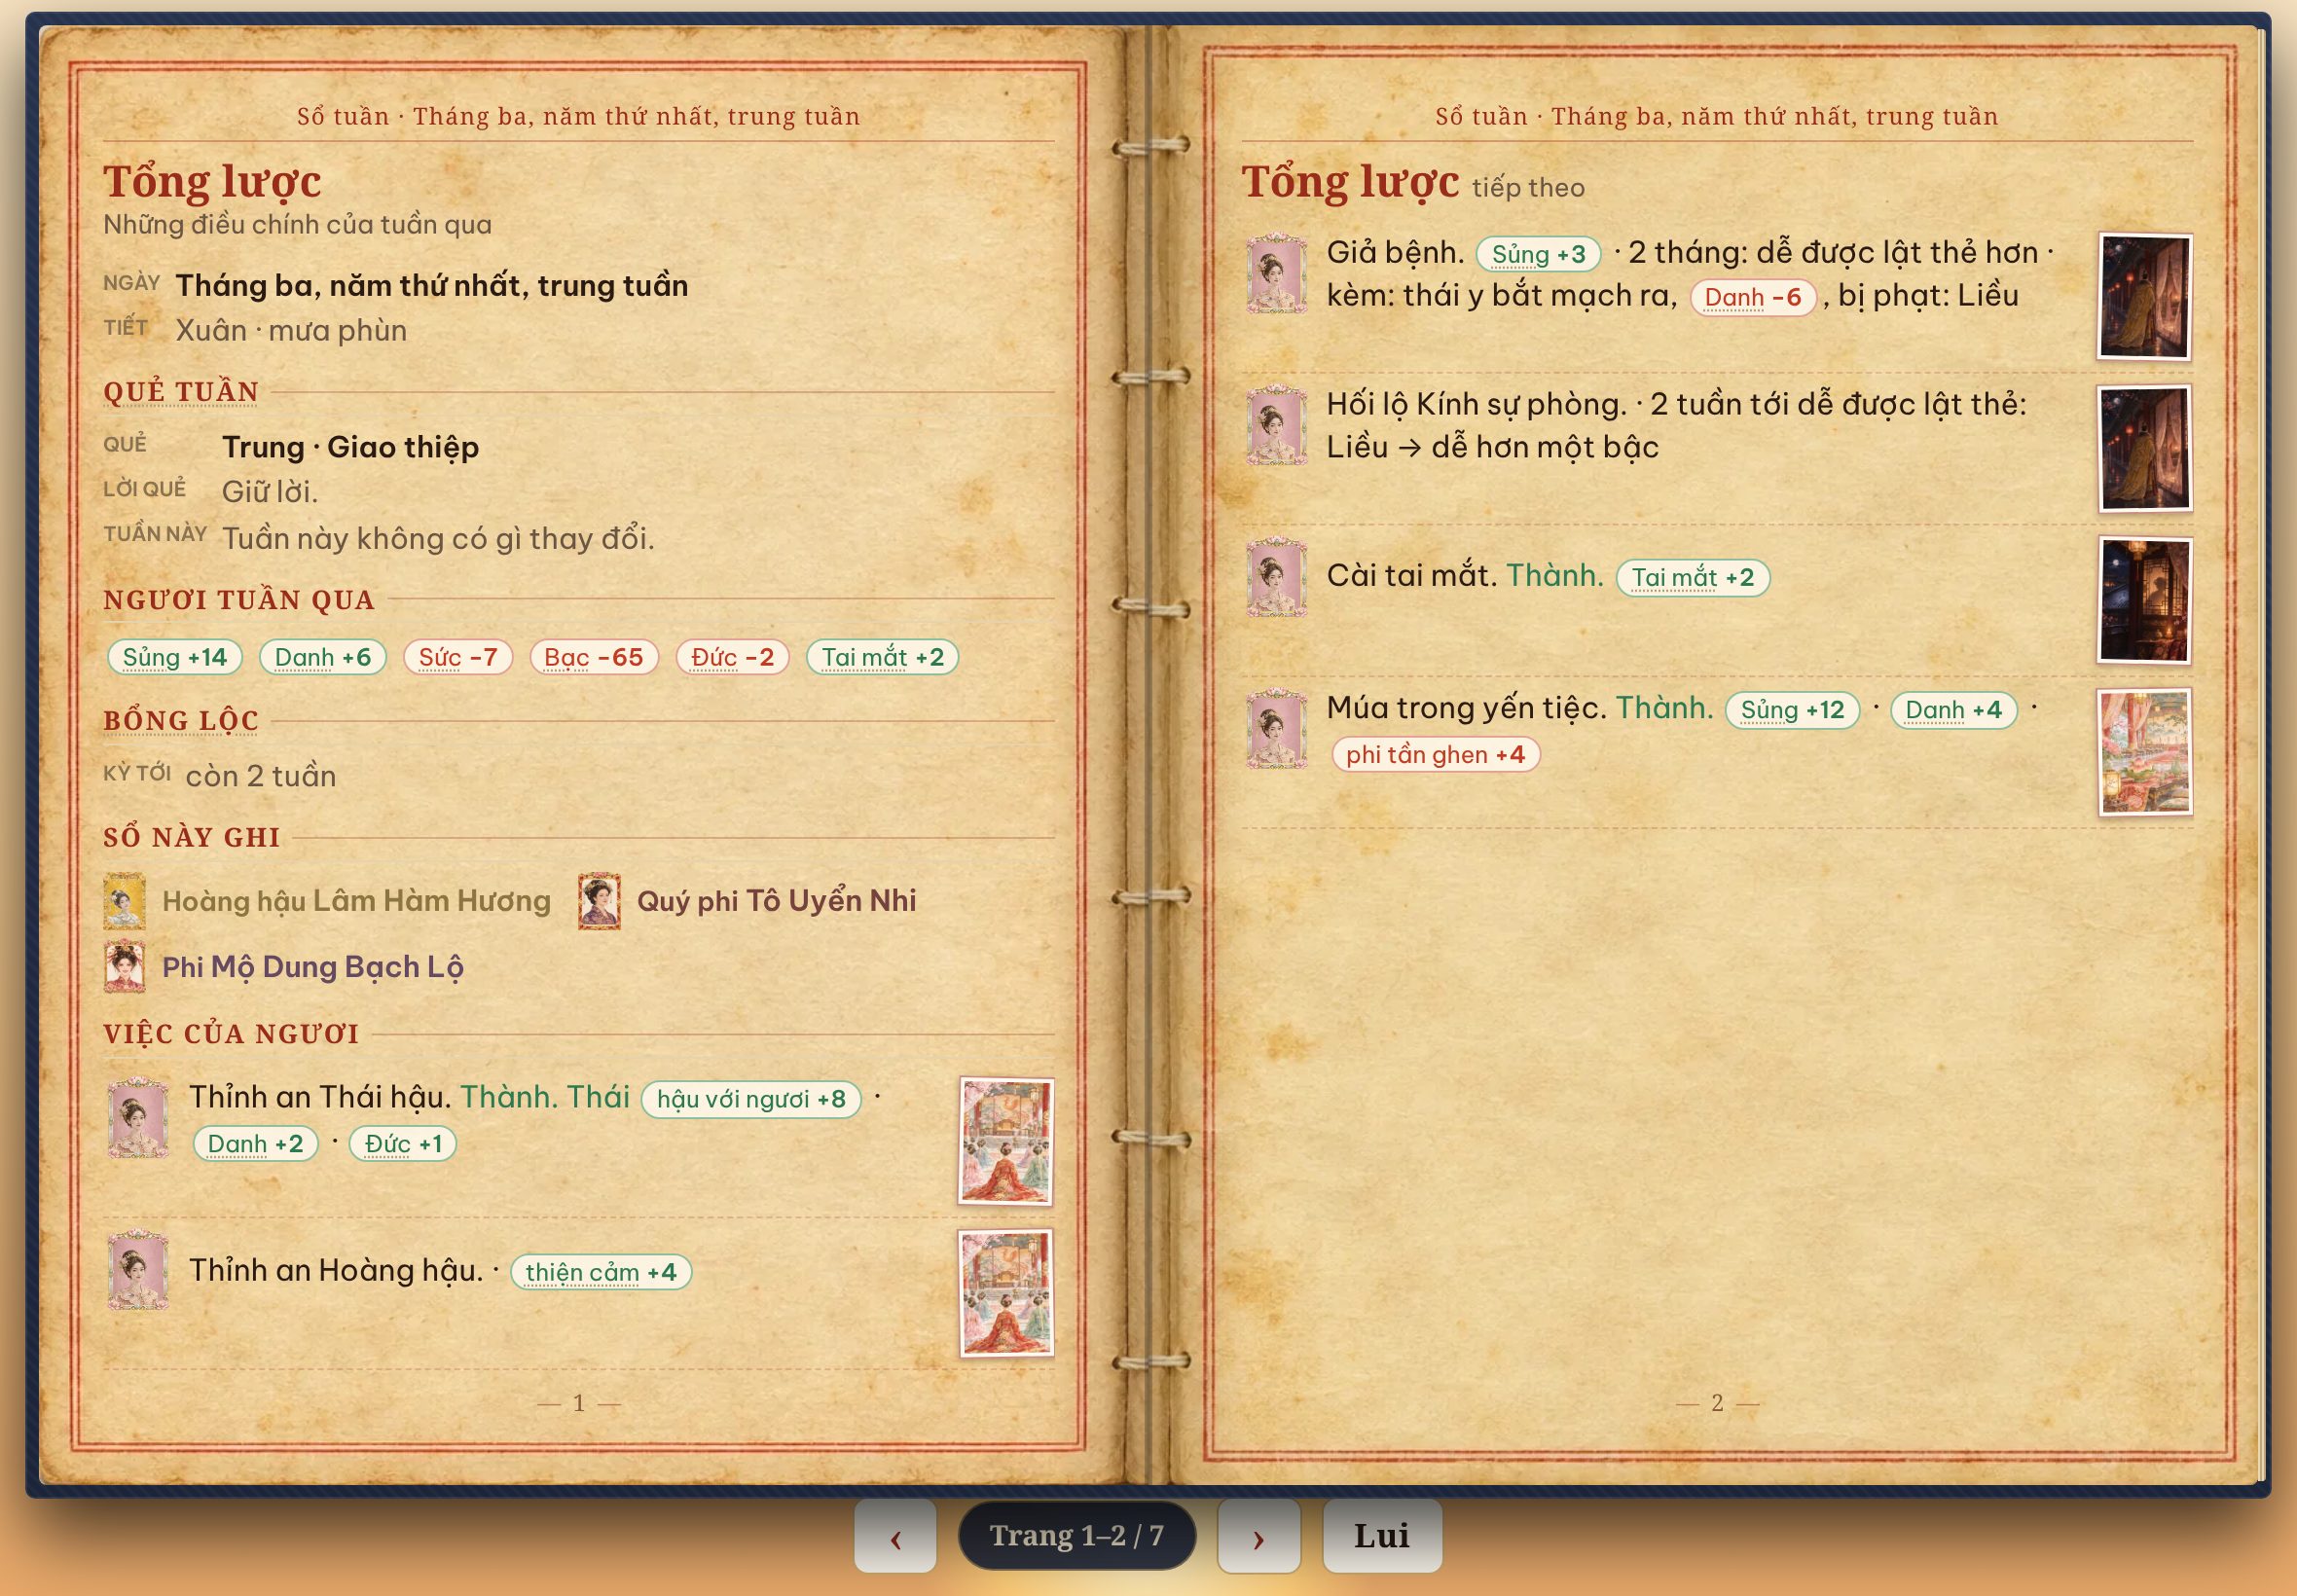 Sổ tuần · Tháng ba, năm thứ nhất, trung tuần
Tổng lược
Những điều chính của tuần qua
NGÀY Tháng ba, năm thứ nhất, trung tuần
TIẾT Xuân · mưa phùn
QUẺ TUẦN
QUẺ Trung · Giao thiệp
LỜI QUẺ Giữ lời.
TUẦN NÀY Tuần này không có gì thay đổi.
NGƯƠI TUẦN QUA
Sủng +14 Danh +6 Sức −7 Bạc −65 Đức −2 Tai mắt +2
BỔNG LỘC
KỲ TỚI còn 2 tuần
SỔ NÀY GHI
Hoàng hậu Lâm Hàm Hương Quý phi Tô Uyển Nhi
Phi Mộ Dung Bạch Lộ
VIỆC CỦA NGƯƠI
Thỉnh an Thái hậu. Thành. Thái hậu với ngươi +8 ·
Danh +2 · Đức +1
Thỉnh an Hoàng hậu. · thiện cảm +4
— 1 —
Sổ tuần · Tháng ba, năm thứ nhất, trung tuần
Tổng lược tiếp theo
Giả bệnh. Sủng +3 · 2 tháng: dễ được lật thẻ hơn ·
kèm: thái y bắt mạch ra, Danh −6 , bị phạt: Liều
Hối lộ Kính sự phòng. · 2 tuần tới dễ được lật thẻ:
Liều → dễ hơn một bậc
Cài tai mắt. Thành. Tai mắt +2
Múa trong yến tiệc. Thành. Sủng +12 · Danh +4 ·
phi tần ghen +4
— 2 —
‹ Trang 1–2 / 7 › Lui